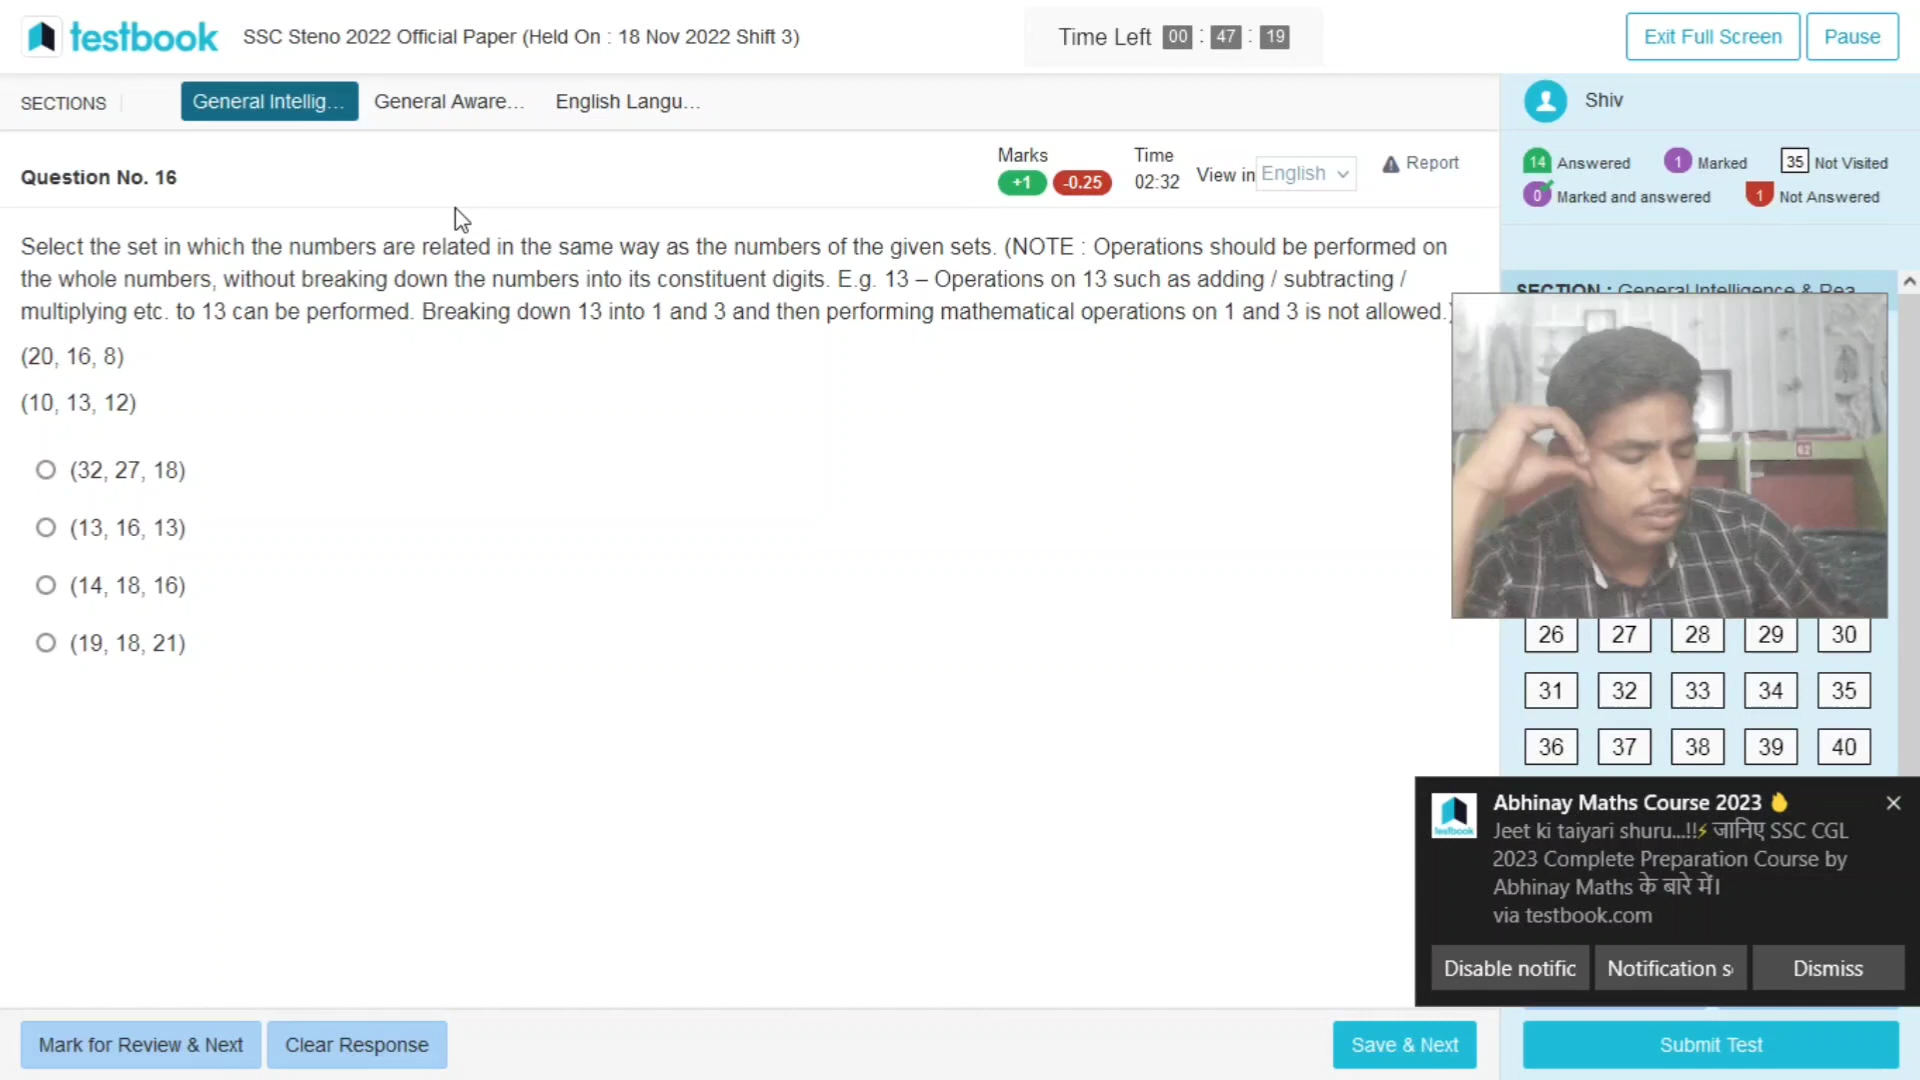 testbook SSC Steno 2022 Official Paper (Held On : 18 Nov 2022 Shift 3) Time Left 00 : 47 : 19 Exit Full Screen Pause
SECTIONS General Intellig... General Aware... English Langu... Shiv
Question No. 16
Marks
+1 -0.25
Time
02:32
View in English
Report
14 Answered 1 Marked 35 Not Visited
0 Marked and answered 1 Not Answered
Select the set in which the numbers are related in the same way as the numbers of the given sets. (NOTE : Operations should be performed on
the whole numbers, without breaking down the numbers into its constituent digits. E.g. 13 – Operations on 13 such as adding / subtracting /
multiplying etc. to 13 can be performed. Breaking down 13 into 1 and 3 and then performing mathematical operations on 1 and 3 is not allowed.)
(20, 16, 8)
(10, 13, 12)
(32, 27, 18)
(13, 16, 13)
(14, 18, 16)
(19, 18, 21)
SECTION : General Intelligence & Rea
26 27 28 29 30
31 32 33 34 35
36 37 38 39 40
testbook
Abhinay Maths Course 2023
Jeet ki taiyari shuru...!!⚡ जानिए SSC CGL
2023 Complete Preparation Course by
Abhinay Maths के बारे में।
via testbook.com
Disable notific Notification s Dismiss
Mark for Review & Next Clear Response Save & Next Submit Test